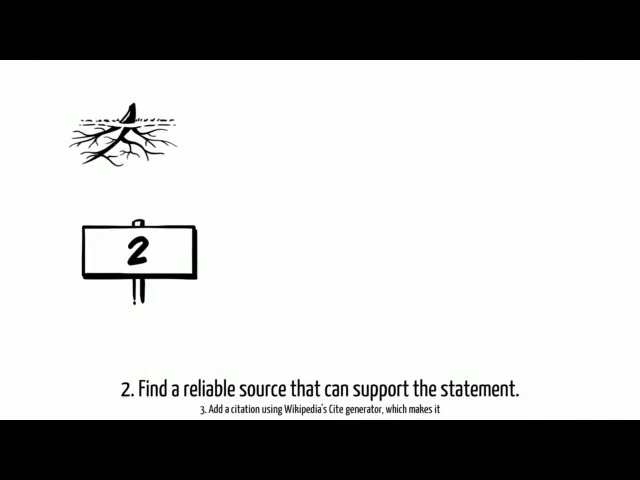 2
2. Find a reliable source that can support the statement.
3. Add a citation using Wikipedia's Cite generator, which makes it